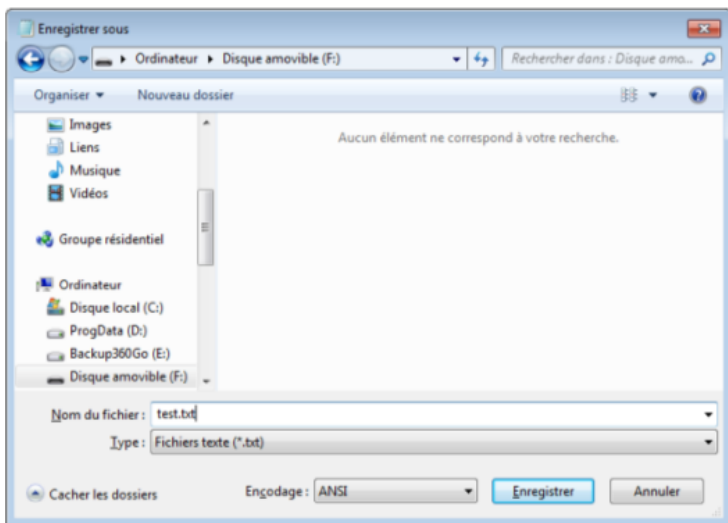 Enregistrer sous
Ordinateur Disque amovible (F:) Rechercher dans : Disque amo...
Organiser Nouveau dossier
Images
Liens
Musique
Vidéos
Groupe résidentiel
Ordinateur
Disque local (C:)
ProgData (D:)
Backup360Go (E:)
Disque amovible (F:)
Aucun élément ne correspond à votre recherche.
Nom du fichier : test.txt
Type : Fichiers texte (*.txt)
Cacher les dossiers Encodage : ANSI Enregistrer Annuler